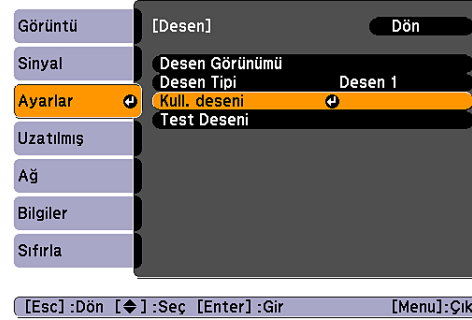 Görüntü
Sinyal
Ayarlar
Uzatılmış
Ağ
Bilgiler
Sıfırla
[Desen] Dön
Desen Görünümü
Desen Tipi Desen 1
Kull. deseni
Test Deseni
[Esc] :Dön [◆] :Seç [Enter] :Gir [Menu]:Çık